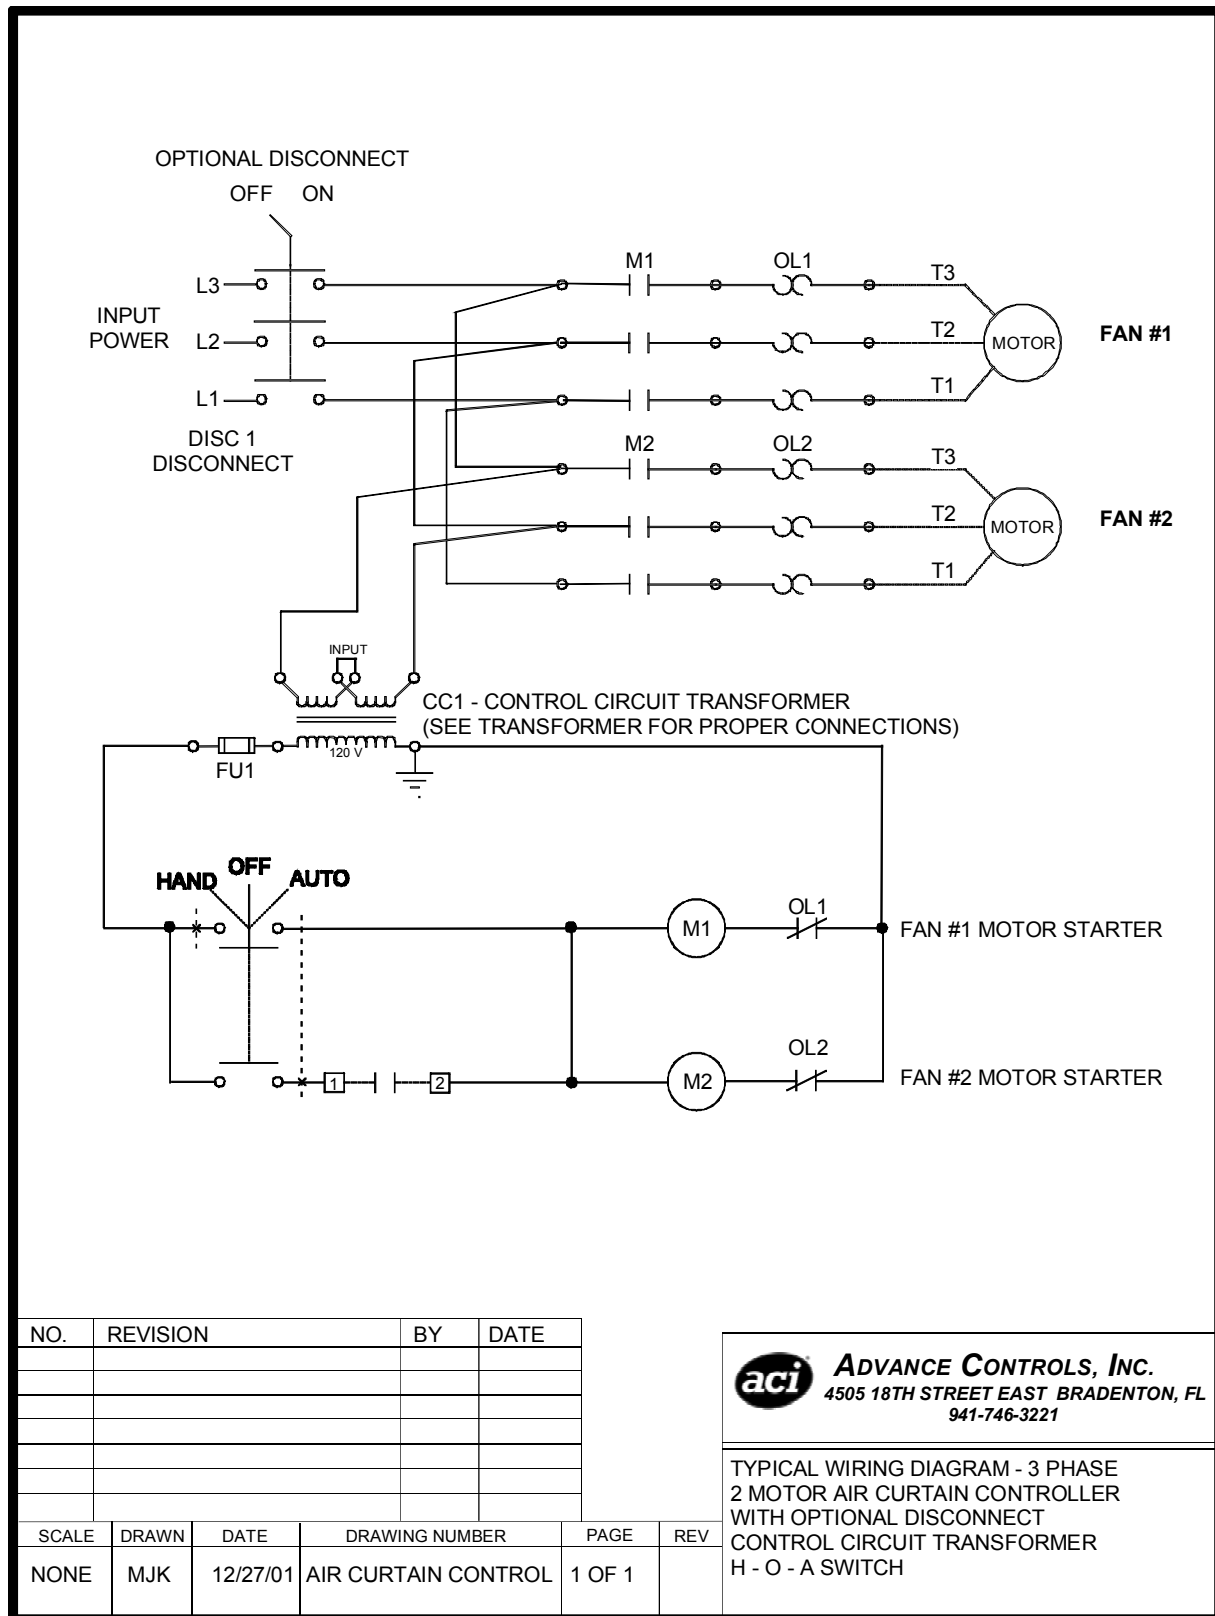 OPTIONAL DISCONNECT
OFF ON
M1 OL1 T3
L3
INPUT
POWER
L2
T2
MOTOR
FAN #1
L1
T1
DISC 1
DISCONNECT
M2 OL2 T3
T2
MOTOR
FAN #2
T1
INPUT
CC1 - CONTROL CIRCUIT TRANSFORMER
(SEE TRANSFORMER FOR PROPER CONNECTIONS)
120 V
FU1
HAND OFF AUTO
M1 OL1 FAN #1 MOTOR STARTER
1 2 M2 OL2 FAN #2 MOTOR STARTER
NO. REVISION BY DATE
aci ADVANCE CONTROLS, INC.
4505 18TH STREET EAST BRADENTON, FL
941-746-3221
TYPICAL WIRING DIAGRAM - 3 PHASE
2 MOTOR AIR CURTAIN CONTROLLER
WITH OPTIONAL DISCONNECT
CONTROL CIRCUIT TRANSFORMER
H - O - A SWITCH
SCALE DRAWN DATE DRAWING NUMBER PAGE REV
NONE MJK 12/27/01 AIR CURTAIN CONTROL 1 OF 1